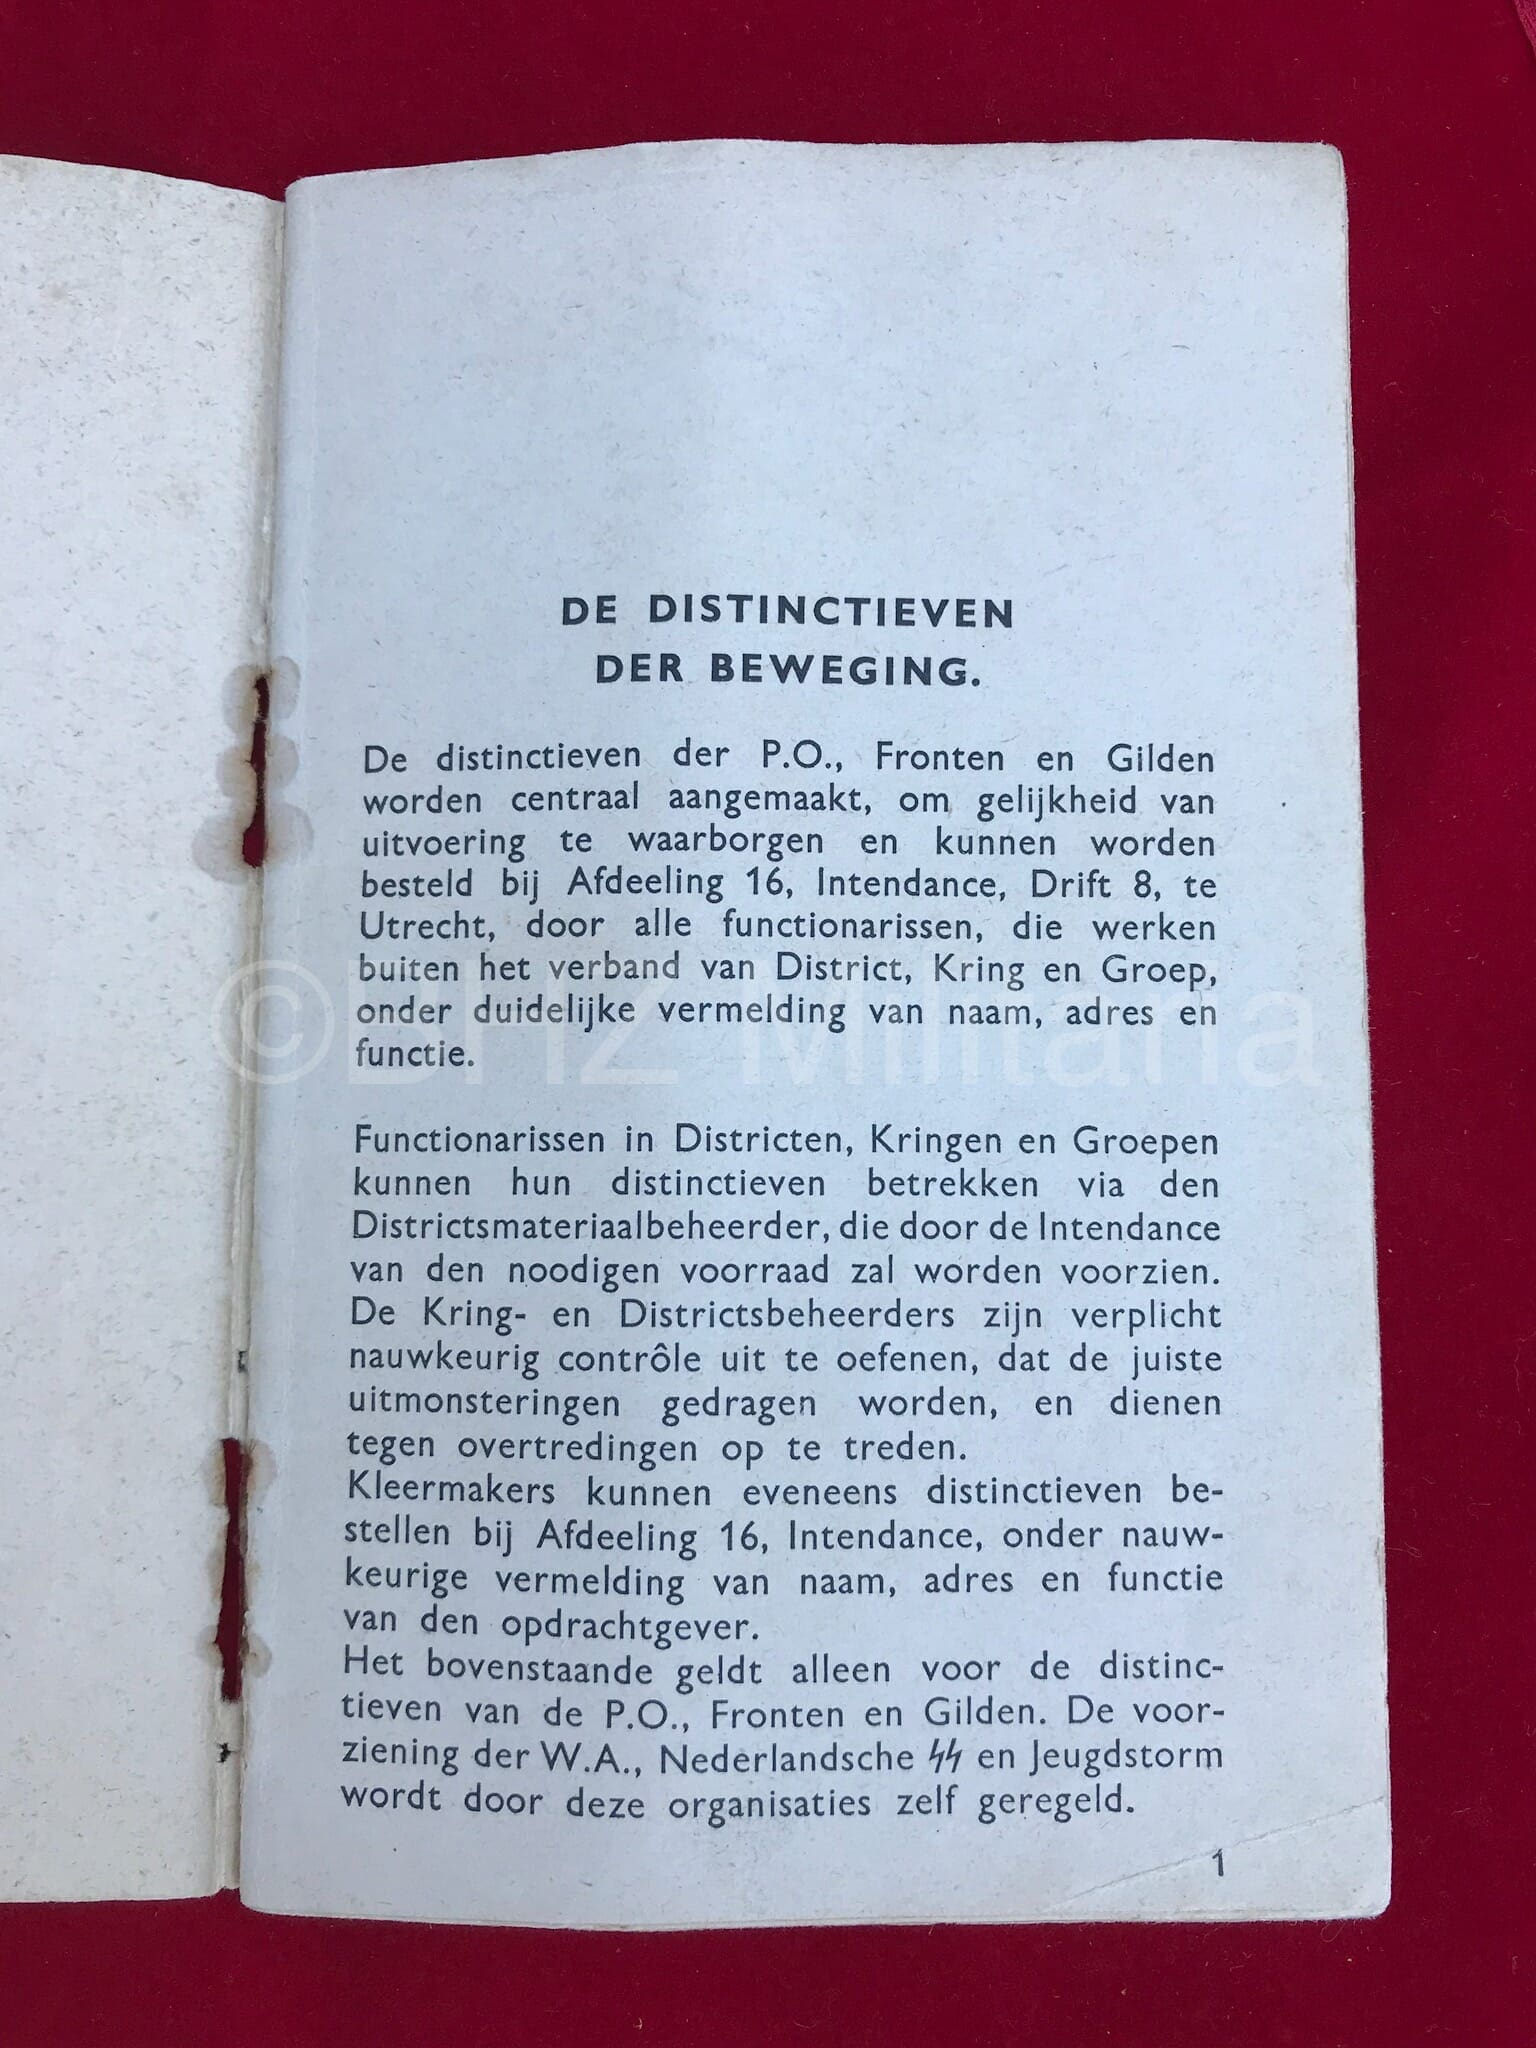 DE DISTINCTIEVEN
DER BEWEGING.
De distinctieven der P.O., Fronten en Gilden
worden centraal aangemaakt, om gelijkheid van
uitvoering te waarborgen en kunnen worden
besteld bij Afdeeling 16, Intendance, Drift 8, te
Utrecht, door alle functionarissen, die werken
buiten het verband van District, Kring en Groep,
onder duidelijke vermelding van naam, adres en
functie.
©BHZ Militaria
Functionarissen in Districten, Kringen en Groepen
kunnen hun distinctieven betrekken via den
Districtsmateriaalbeheerder, die door de Intendance
van den noodigen voorraad zal worden voorzien.
De Kring- en Districtsbeheerders zijn verplicht
nauwkeurig contrôle uit te oefenen, dat de juiste
uitmonsteringen gedragen worden, en dienen
tegen overtredingen op te treden.
Kleermakers kunnen eveneens distinctieven be-
stellen bij Afdeeling 16, Intendance, onder nauw-
keurige vermelding van naam, adres en functie
van den opdrachtgever.
Het bovenstaande geldt alleen voor de distinc-
tieven van de P.O., Fronten en Gilden. De voor-
ziening der W.A., Nederlandsche ᛋᛋ en Jeugdstorm
wordt door deze organisaties zelf geregeld.
1